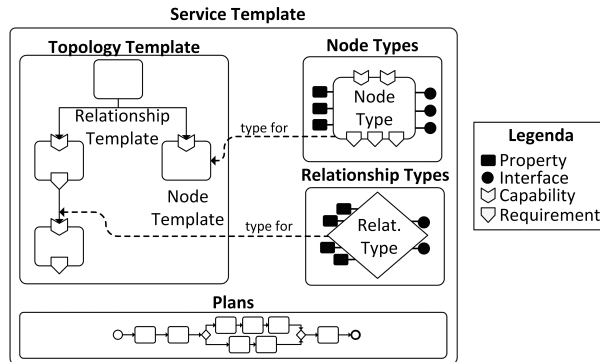 Service Template
Topology Template
Relationship
Template
Node
Template
type for
type for
Node Types
Node
Type
Relationship Types
Relat.
Type
Plans
Legenda
Property
Interface
Capability
Requirement